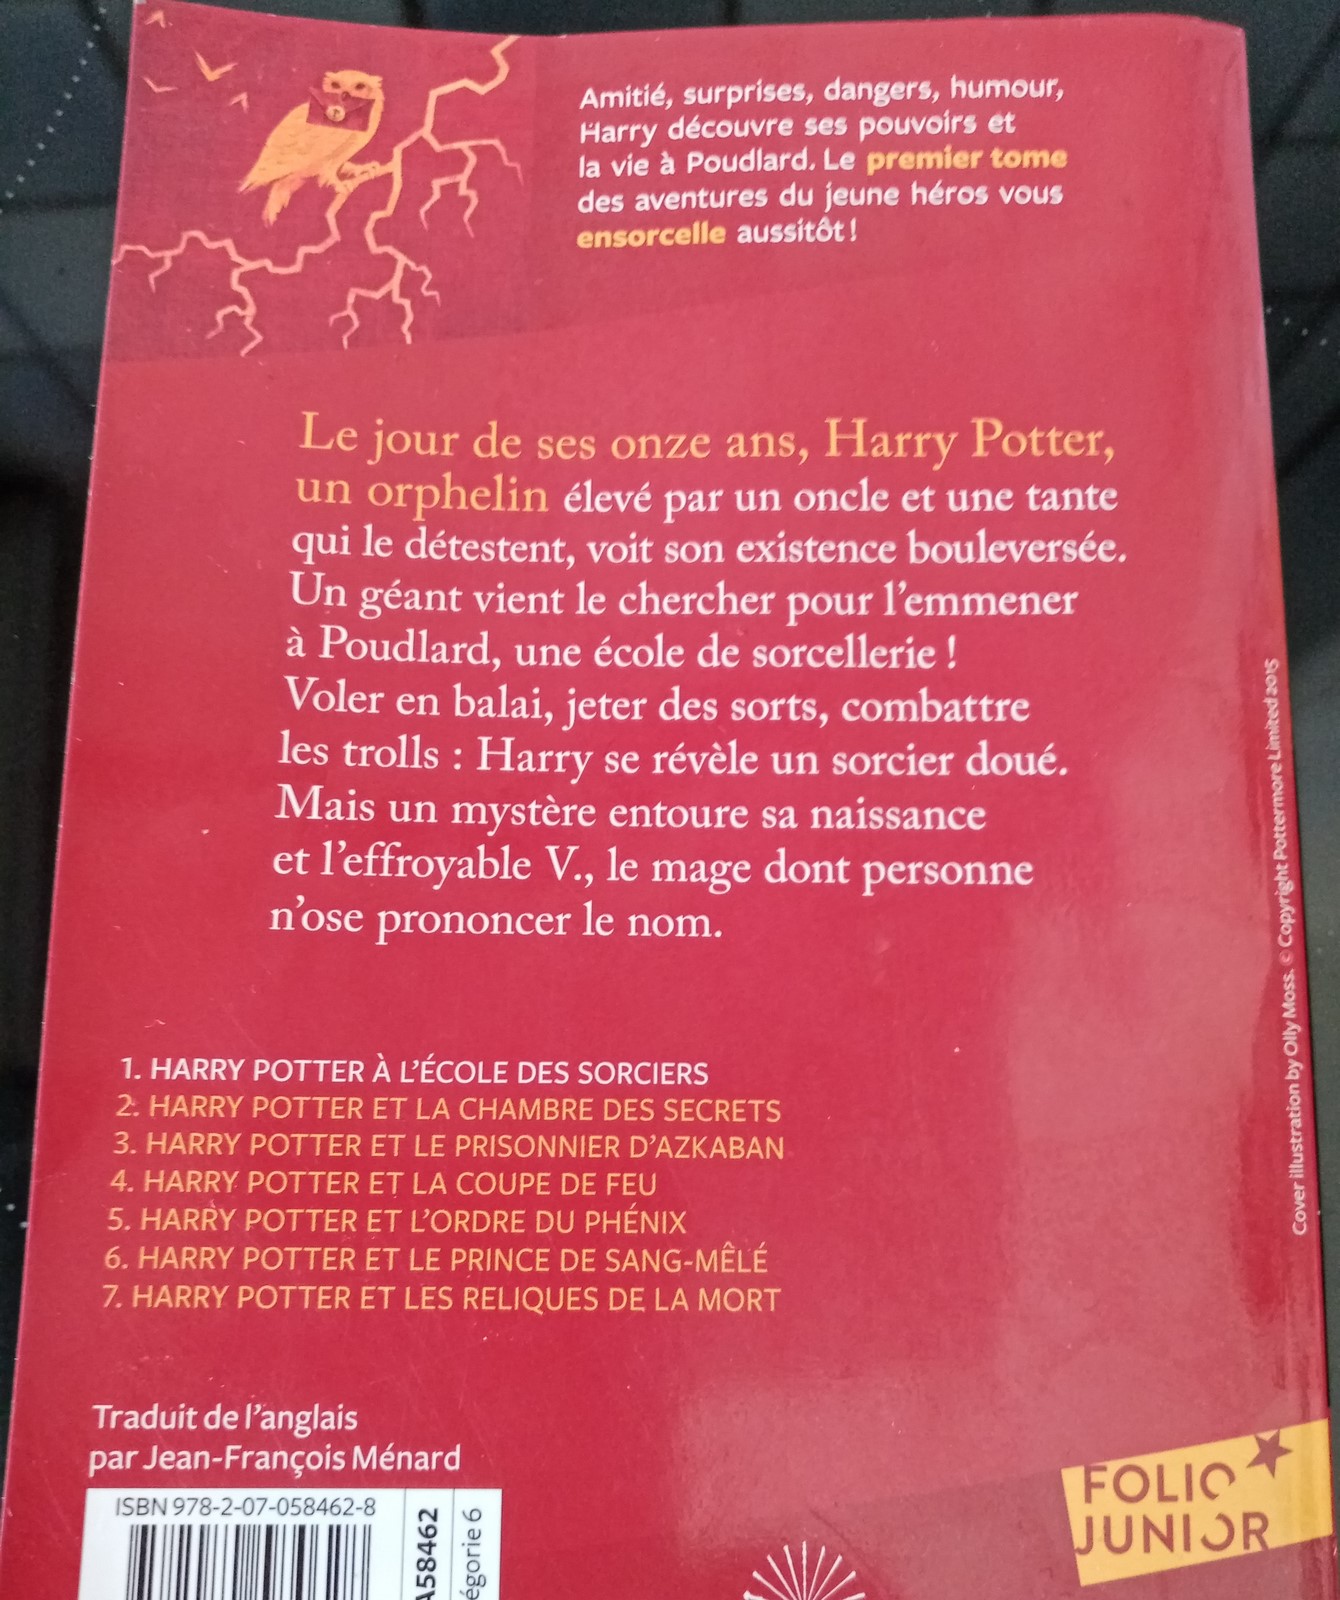 Amitié, surprises, dangers, humour,
Harry découvre ses pouvoirs et
la vie à Poudlard. Le premier tome
des aventures du jeune héros vous
ensorcelle aussitôt !
Le jour de ses onze ans, Harry Potter,
un orphelin élevé par un oncle et une tante
qui le détestent, voit son existence bouleversée.
Un géant vient le chercher pour l'emmener
à Poudlard, une école de sorcellerie !
Voler en balai, jeter des sorts, combattre
les trolls : Harry se révèle un sorcier doué.
Mais un mystère entoure sa naissance
et l'effroyable V., le mage dont personne
n'ose prononcer le nom.
1. HARRY POTTER À L'ÉCOLE DES SORCIERS
2. HARRY POTTER ET LA CHAMBRE DES SECRETS
3. HARRY POTTER ET LE PRISONNIER D'AZKABAN
4. HARRY POTTER ET LA COUPE DE FEU
5. HARRY POTTER ET L'ORDRE DU PHÉNIX
6. HARRY POTTER ET LE PRINCE DE SANG-MÊLÉ
7. HARRY POTTER ET LES RELIQUES DE LA MORT
Traduit de l'anglais
par Jean-François Ménard
ISBN 978-2-07-058462-8
A58462
égorie 6
FOLIO
JUNIOR
Cover illustration by Olly Moss. © Copyright Pottermore Limited 2015